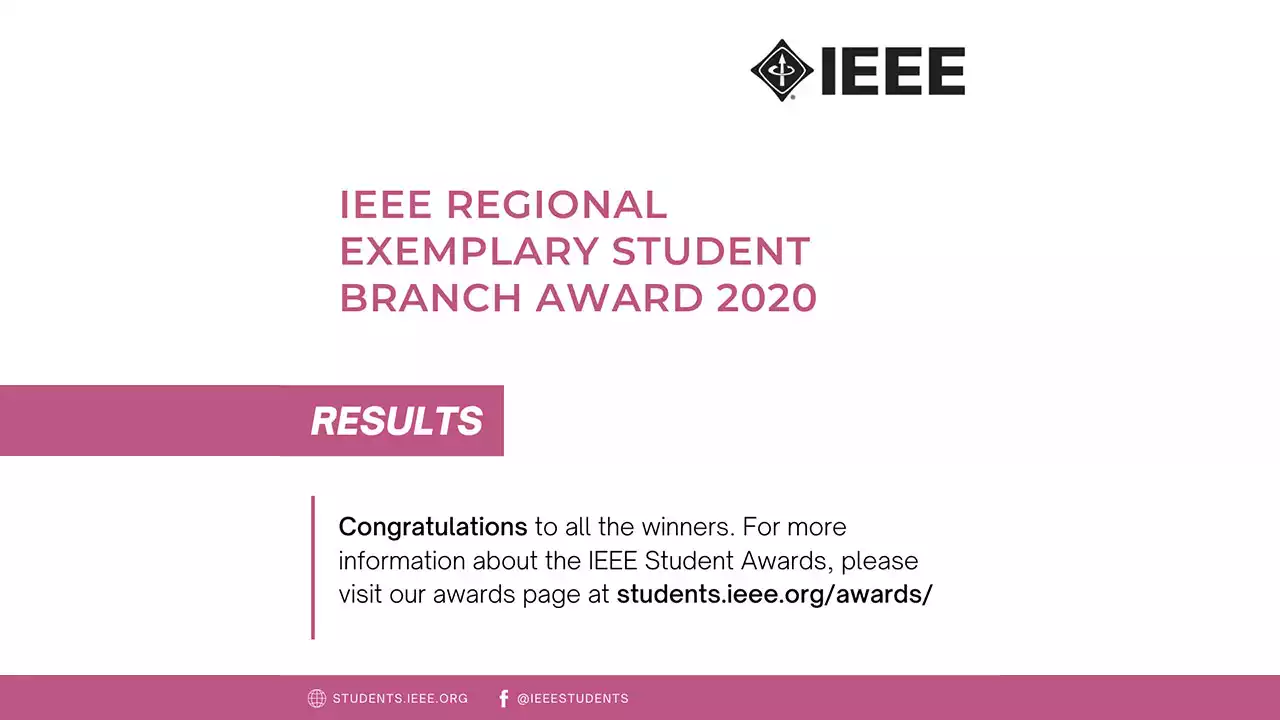 IEEE
IEEE REGIONAL
EXEMPLARY STUDENT
BRANCH AWARD 2020
RESULTS
Congratulations to all the winners. For more
information about the IEEE Student Awards, please
visit our awards page at students.ieee.org/awards/
STUDENTS.IEEE.ORG @IEEESTUDENTS